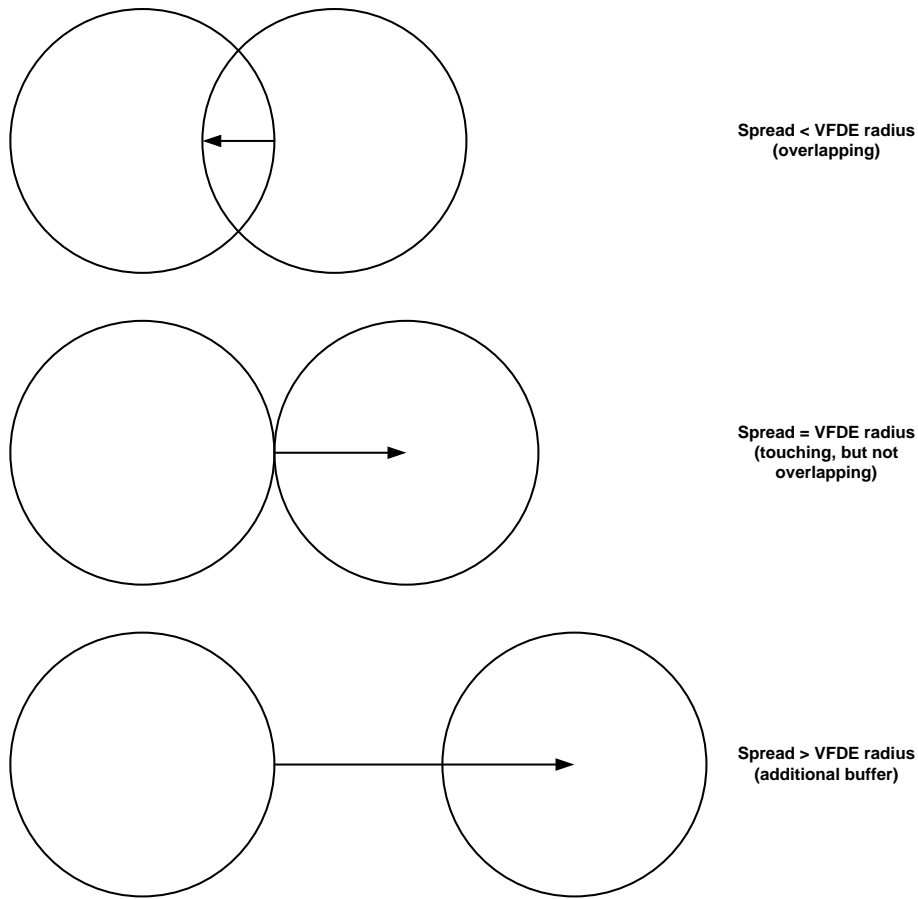 Spread < VFDE radius
(overlapping)
Spread = VFDE radius
(touching, but not
overlapping)
Spread > VFDE radius
(additional buffer)